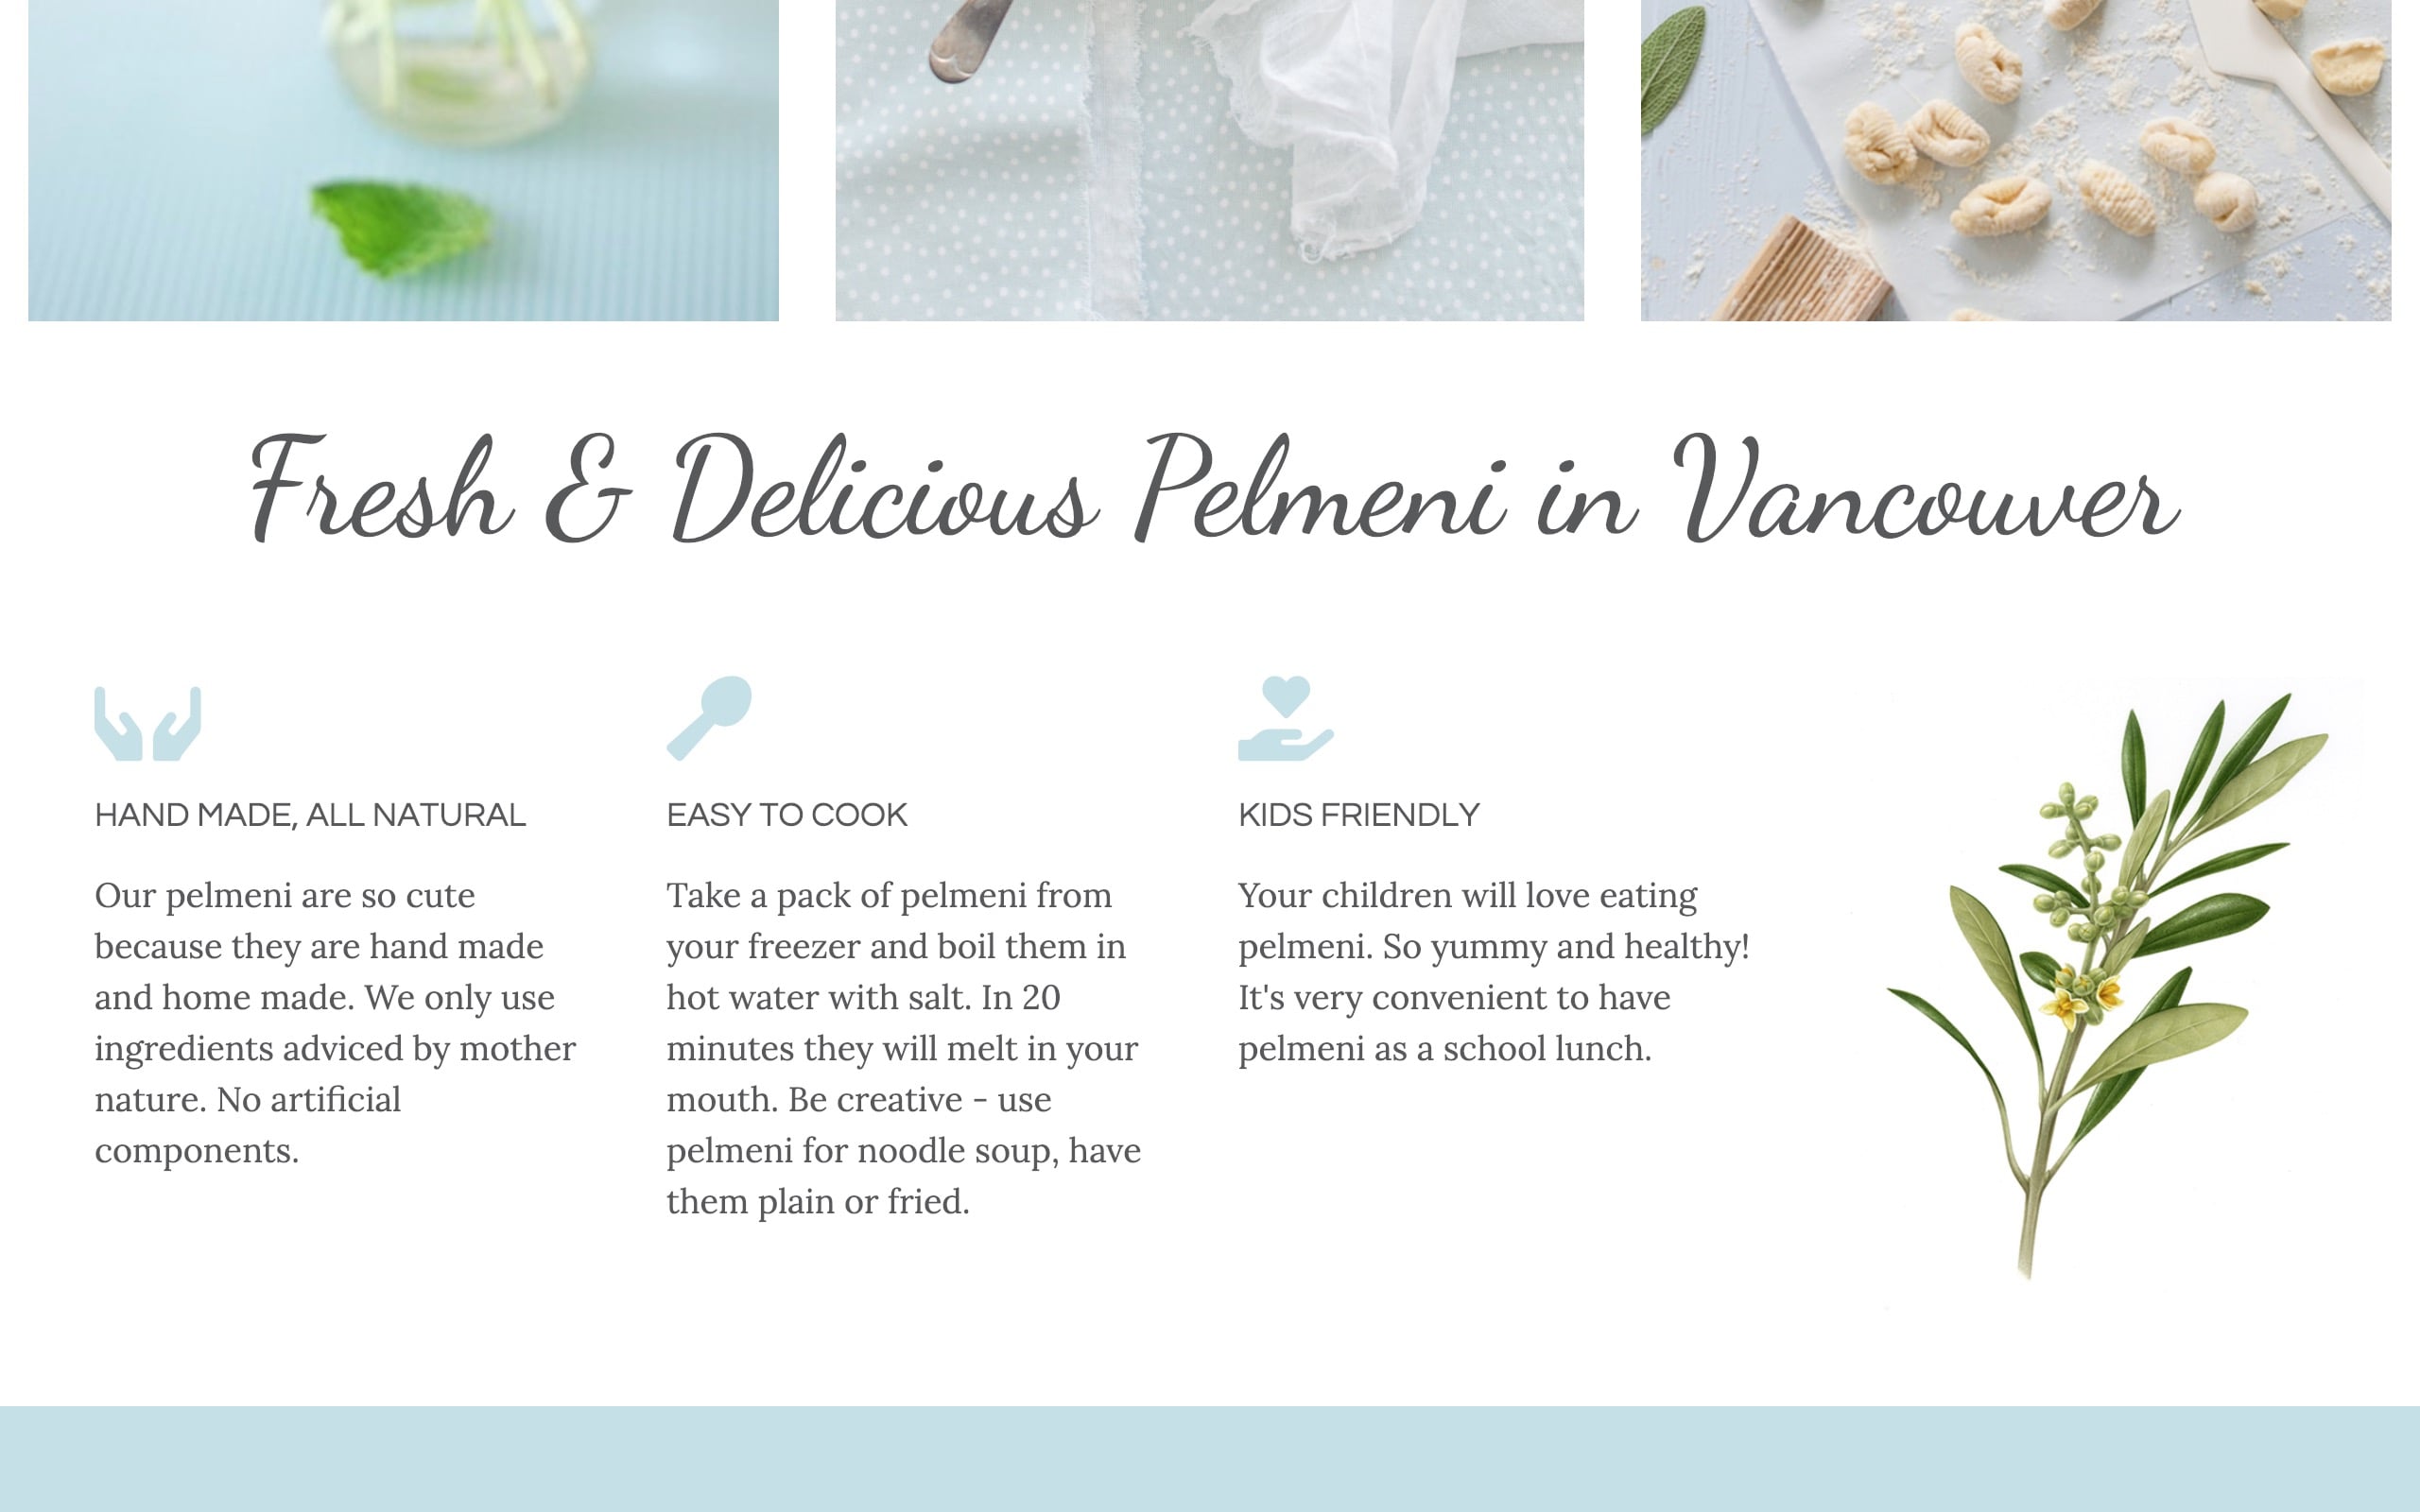 Fresh & Delicious Pelmeni in Vancouver
HAND MADE, ALL NATURAL
Our pelmeni are so cute
because they are hand made
and home made. We only use
ingredients adviced by mother
nature. No artificial
components.
EASY TO COOK
Take a pack of pelmeni from
your freezer and boil them in
hot water with salt. In 20
minutes they will melt in your
mouth. Be creative - use
pelmeni for noodle soup, have
them plain or fried.
KIDS FRIENDLY
Your children will love eating
pelmeni. So yummy and healthy!
It's very convenient to have
pelmeni as a school lunch.